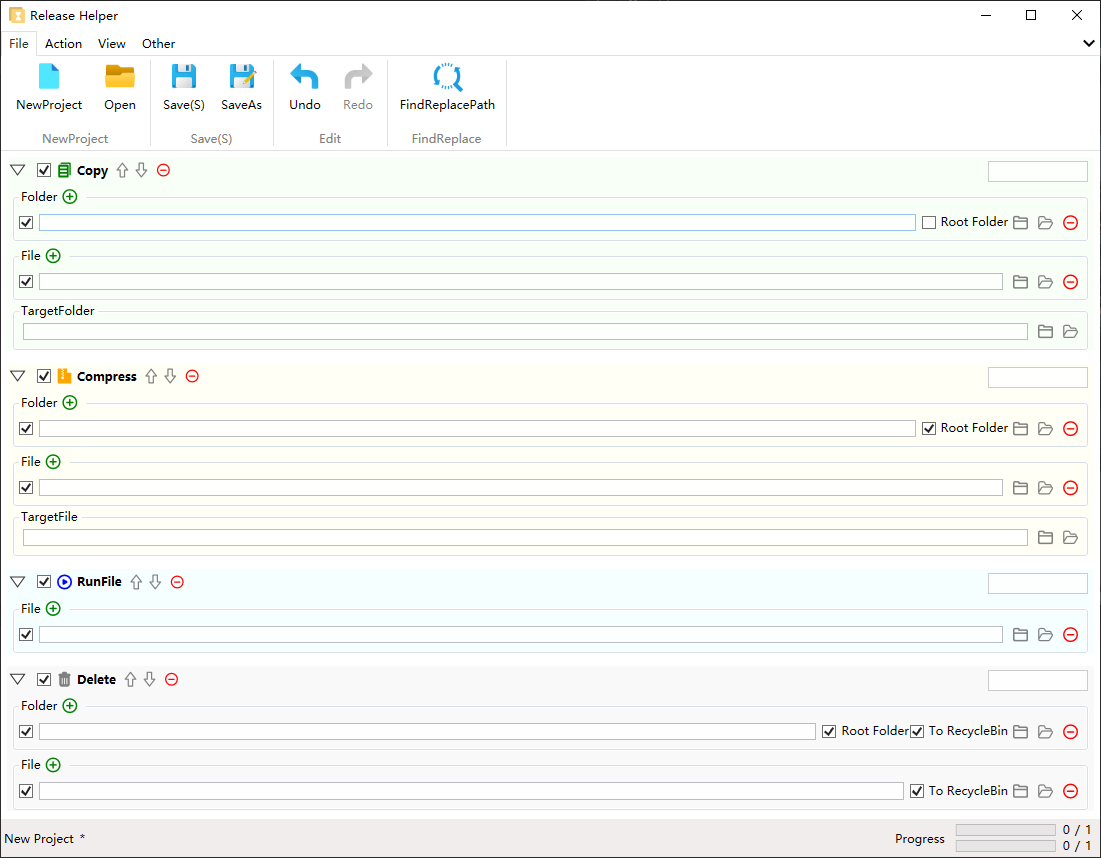 Release Helper
File Action View Other
NewProject Open Save(S) SaveAs Undo Redo FindReplacePath
NewProject Save(S) Edit FindReplace
Copy
Folder
Root Folder
File
TargetFolder
Compress
Folder
Root Folder
File
TargetFile
RunFile
File
Delete
Folder
Root Folder To RecycleBin
File
To RecycleBin
New Project * Progress 0 / 1
0 / 1